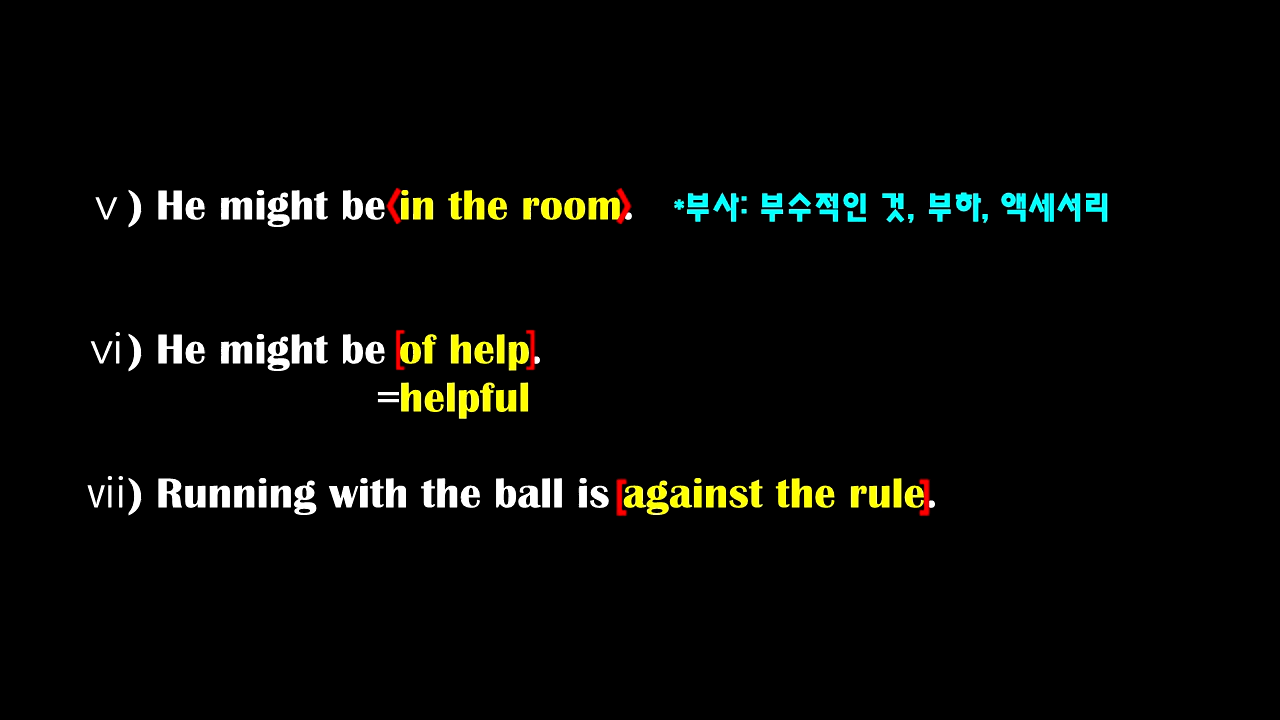 ⅴ) He might be〈in the room〉. *부사: 부수적인 것, 부하, 액세서리
ⅵ) He might be [of help].
=helpful
ⅶ) Running with the ball is [against the rule].